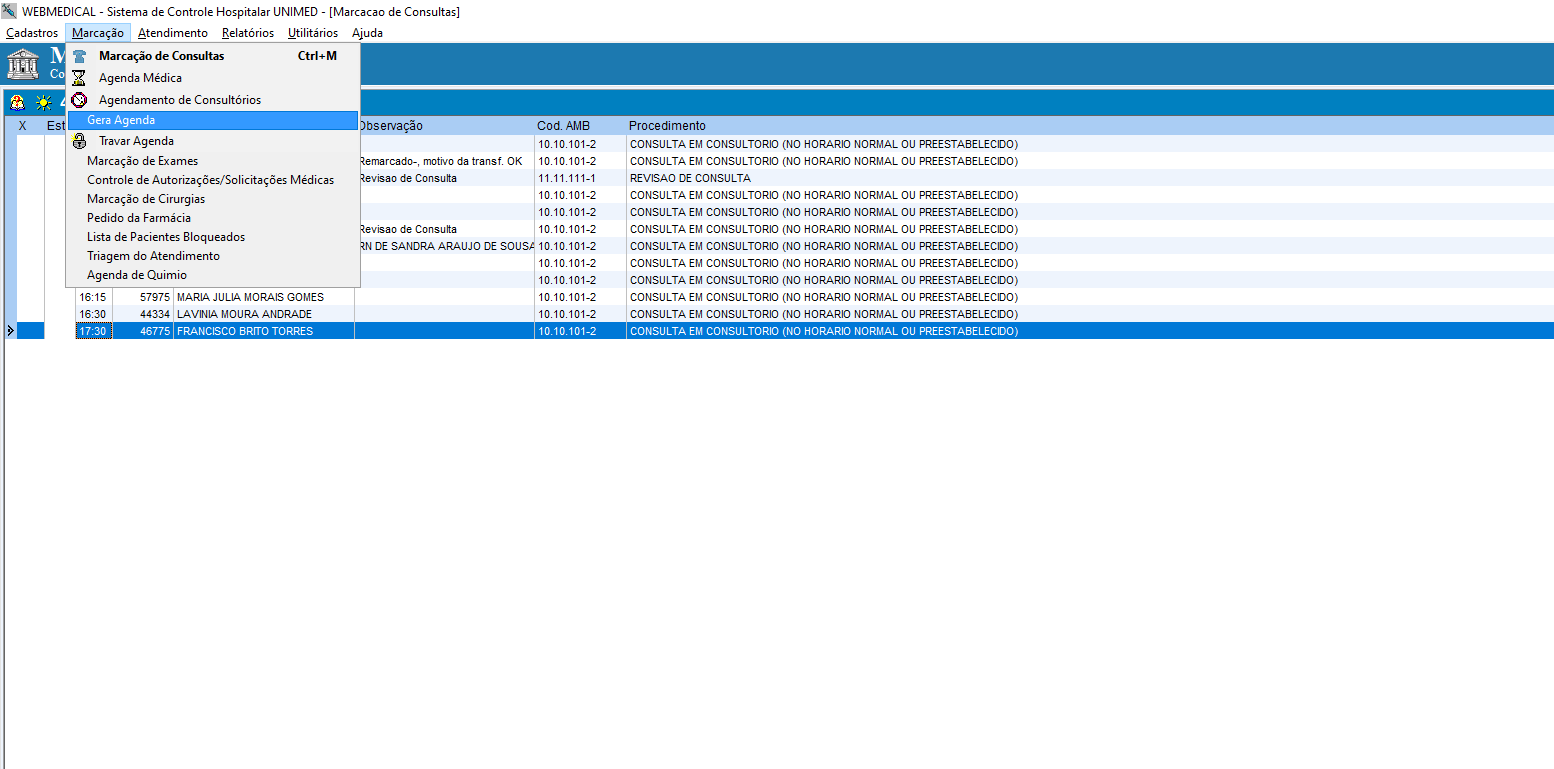 WEBMEDICAL - Sistema de Controle Hospitalar UNIMED - [Marcacao de Consultas]
Cadastros Marcação Atendimento Relatórios Utilitários Ajuda
Marcação de Consultas Ctrl+M
Agenda Médica
Agendamento de Consultórios
Gera Agenda
Travar Agenda
Marcação de Exames
Controle de Autorizações/Solicitações Médicas
Marcação de Cirurgias
Pedido da Farmácia
Lista de Pacientes Bloqueados
Triagem do Atendimento
Agenda de Quimio
X Est Observação Cod. AMB Procedimento
10.10.101-2 CONSULTA EM CONSULTORIO (NO HORARIO NORMAL OU PREESTABELECIDO)
Remarcado-, motivo da transf. OK 10.10.101-2 CONSULTA EM CONSULTORIO (NO HORARIO NORMAL OU PREESTABELECIDO)
Revisao de Consulta 11.11.111-1 REVISAO DE CONSULTA
10.10.101-2 CONSULTA EM CONSULTORIO (NO HORARIO NORMAL OU PREESTABELECIDO)
10.10.101-2 CONSULTA EM CONSULTORIO (NO HORARIO NORMAL OU PREESTABELECIDO)
Revisao de Consulta 10.10.101-2 CONSULTA EM CONSULTORIO (NO HORARIO NORMAL OU PREESTABELECIDO)
RN DE SANDRA ARAUJO DE SOUSA 10.10.101-2 CONSULTA EM CONSULTORIO (NO HORARIO NORMAL OU PREESTABELECIDO)
10.10.101-2 CONSULTA EM CONSULTORIO (NO HORARIO NORMAL OU PREESTABELECIDO)
10.10.101-2 CONSULTA EM CONSULTORIO (NO HORARIO NORMAL OU PREESTABELECIDO)
16:15 57975 MARIA JULIA MORAIS GOMES 10.10.101-2 CONSULTA EM CONSULTORIO (NO HORARIO NORMAL OU PREESTABELECIDO)
16:30 44334 LAVINIA MOURA ANDRADE 10.10.101-2 CONSULTA EM CONSULTORIO (NO HORARIO NORMAL OU PREESTABELECIDO)
17:30 46775 FRANCISCO BRITO TORRES 10.10.101-2 CONSULTA EM CONSULTORIO (NO HORARIO NORMAL OU PREESTABELECIDO)